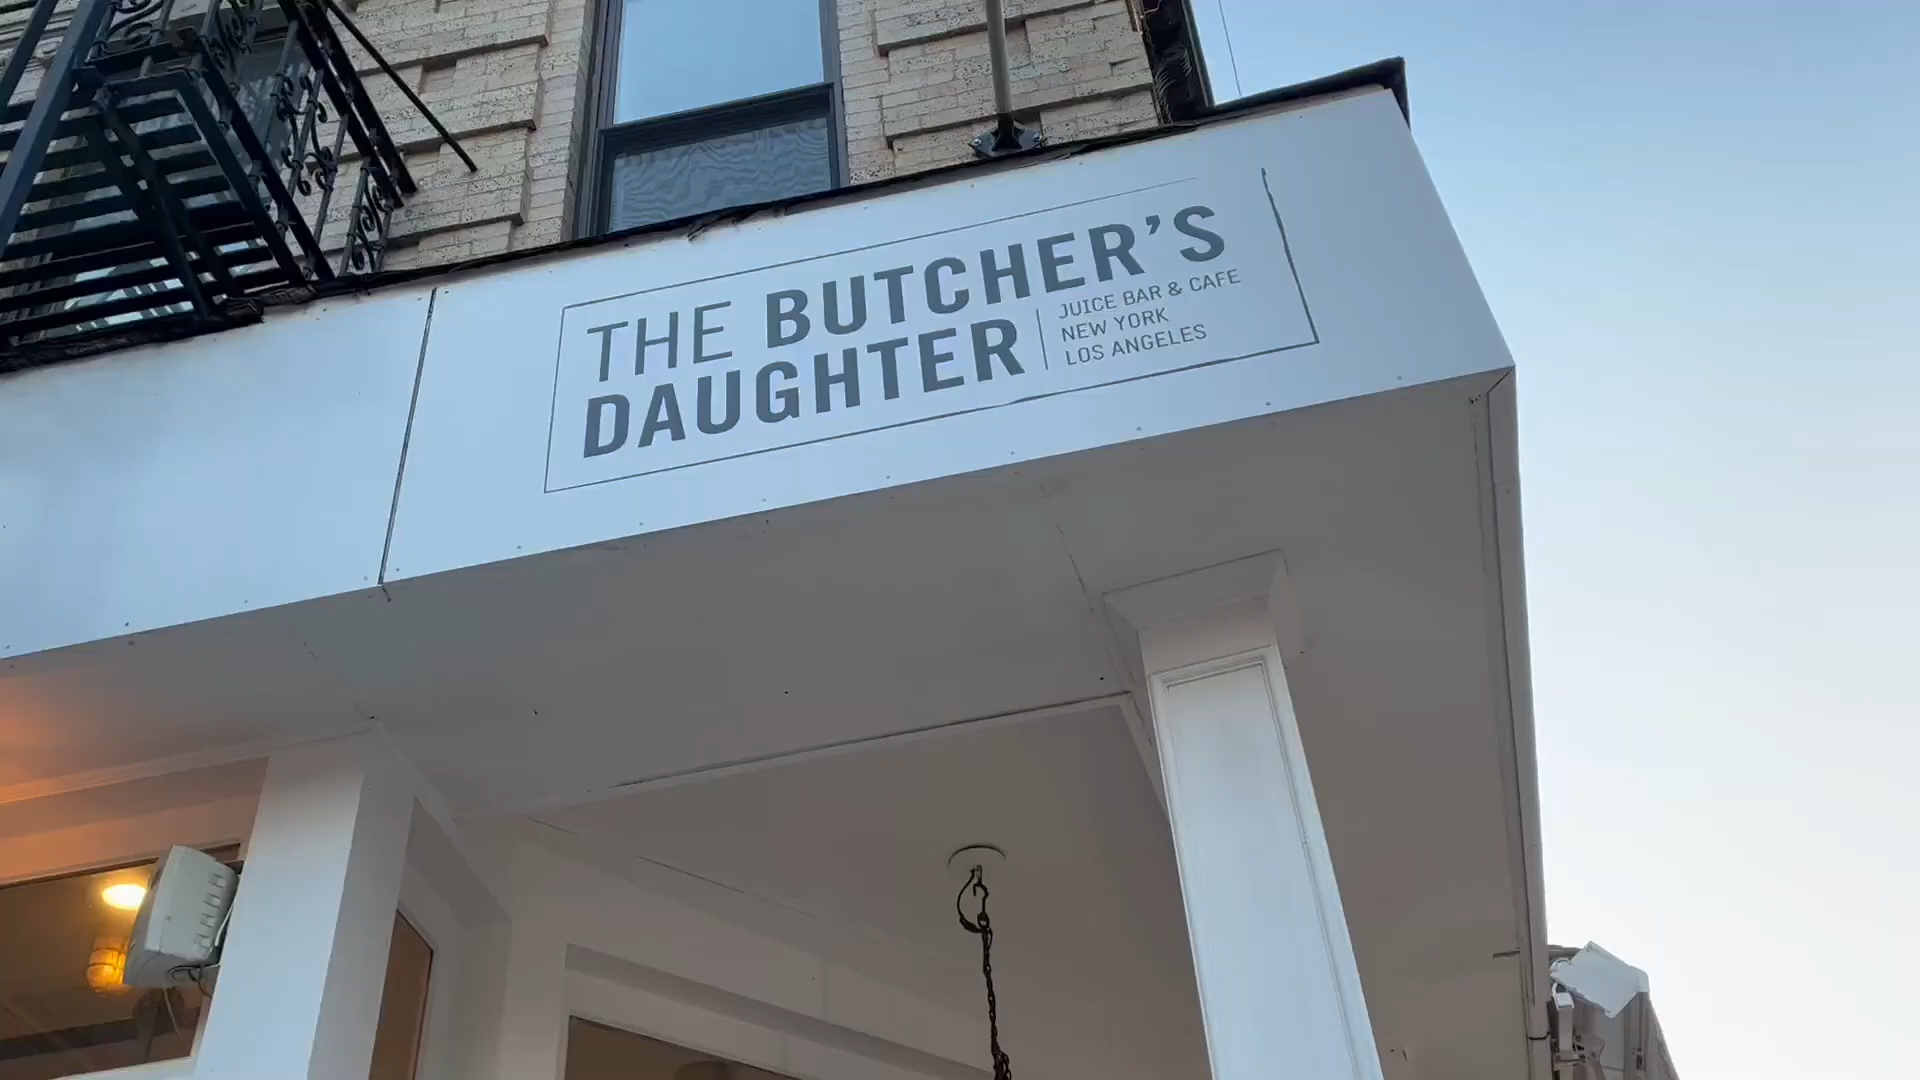 THE BUTCHER'S
DAUGHTER
JUICE BAR & CAFE
NEW YORK
LOS ANGELES